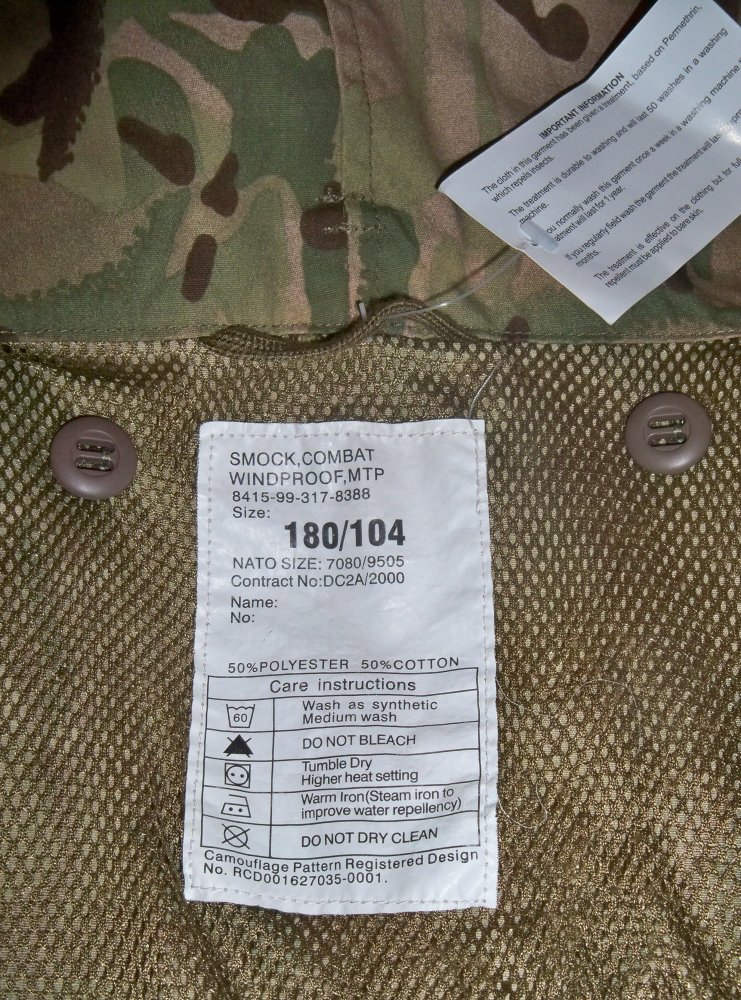 IMPORTANT INFORMATION
The cloth in this garment has been given a treatment, based on Permethrin,
which repels insects.
The treatment is durable to washing and will last 50 washes in a washing
machine.
ou normally wash this garment once a week in a washing machine
atment will last for 1 year.
If you regularly field wash the garment the treatment will last
months.
The treatment is effective on the clothing but for full
repellent must be applied to bare skin.
SMOCK,COMBAT
WINDPROOF,MTP
8415-99-317-8388
Size:
180/104
NATO SIZE: 7080/9505
Contract No:DC2A/2000
Name:
No:
50%POLYESTER 50%COTTON
Care instructions
60
Wash as synthetic
Medium wash
DO NOT BLEACH
Tumble Dry
Higher heat setting
Warm Iron(Steam iron to
improve water repellency)
DO NOT DRY CLEAN
Camouflage Pattern Registered Design
No. RCD001627035-0001.